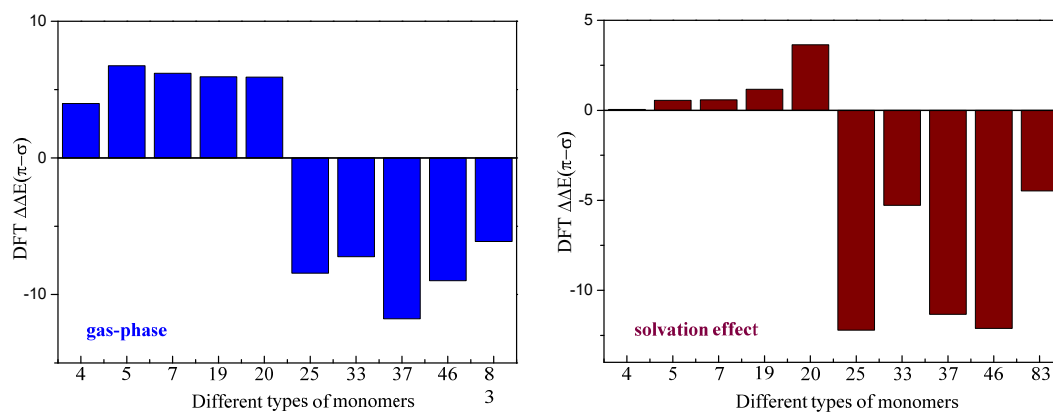 10
0
-10
DFT ΔΔE(π−σ)
gas-phase
4 5 7 19 20 25 33 37 46 8
3
Different types of monomers
5
0
-5
-10
DFT ΔΔE(π−σ)
solvation effect
4 5 7 19 20 25 33 37 46 83
Different types of monomers